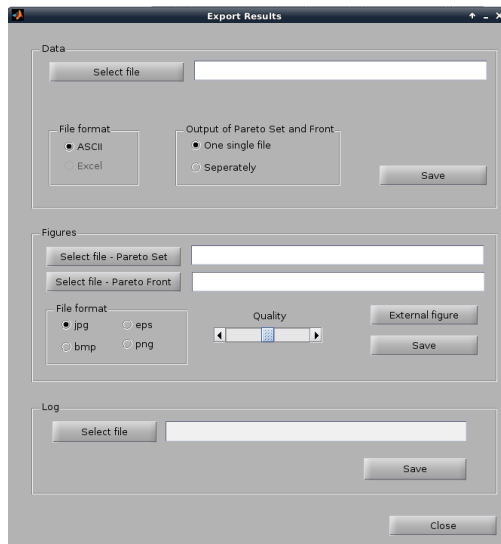 Export Results
Data
Select file
File format
ASCII
Excel
Output of Pareto Set and Front
One single file
Seperately
Save
Figures
Select file - Pareto Set
Select file - Pareto Front
File format
jpg
eps
bmp
png
Quality
External figure
Save
Log
Select file
Save
Close